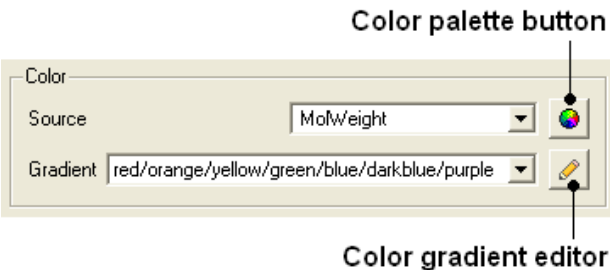 Color palette button
Color
Source MolWeight
Gradient red/orange/yellow/green/blue/darkblue/purple
Color gradient editor